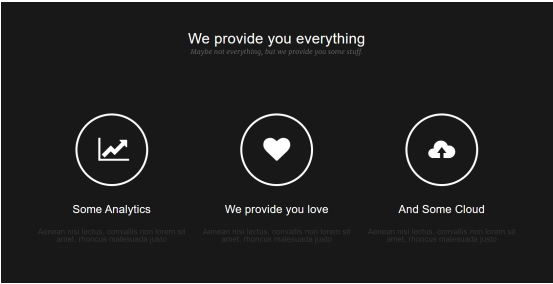 We provide you everything
Maybe not everything, but we provide you some stuff.
Some Analytics
Aenean nisi lectus, convallis non lorem sit
amet, rhoncus malesuada justo
We provide you love
Aenean nisi lectus, convallis non lorem sit
amet, rhoncus malesuada justo
And Some Cloud
Aenean nisi lectus, convallis non lorem sit
amet, rhoncus malesuada justo